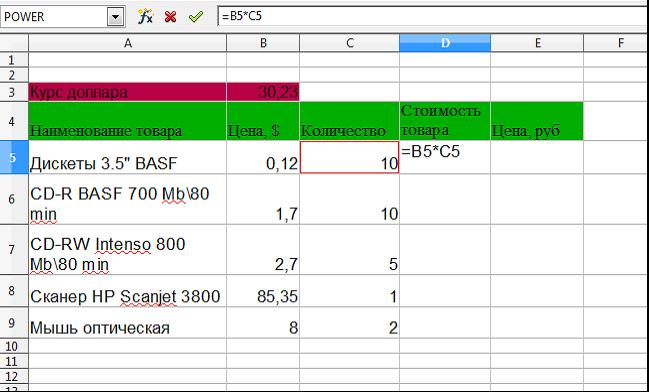 POWER =B5*C5
A B C D E F
1
2
3 Курс доллара 30,23
4 Наименование товара Цена, $ Количество Стоимость товара Цена, руб
5 Дискеты 3.5" BASF 0,12 10 =B5*C5
6 CD-R BASF 700 Mb\80 min 1,7 10
7 CD-RW Intenso 800 Mb\80 min 2,7 5
8 Сканер HP Scanjet 3800 85,35 1
9 Мышь оптическая 8 2
10
11
12
13